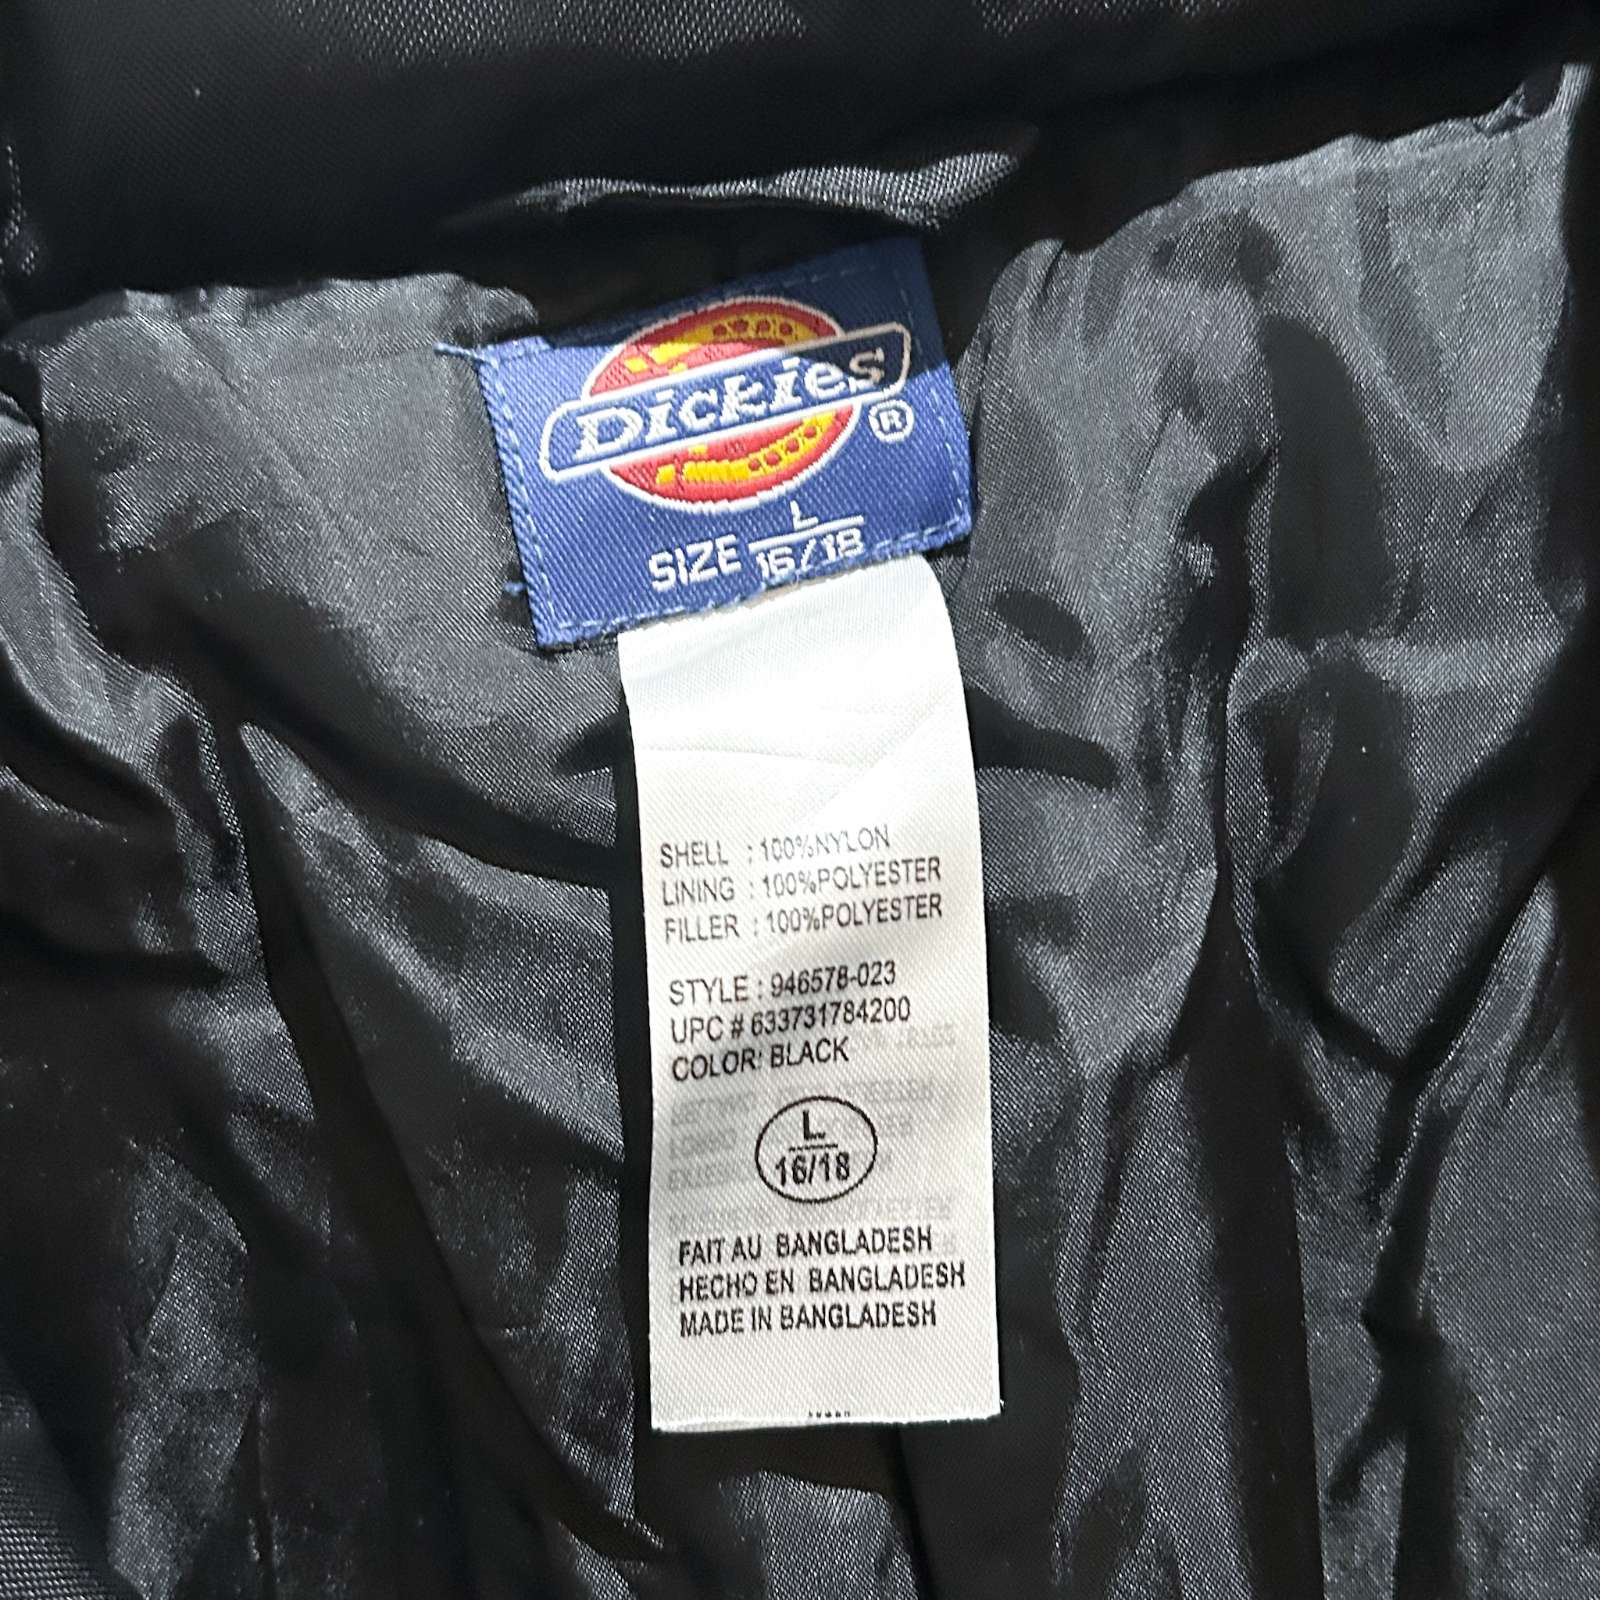 Dickies®
SIZE L
16/18
SHELL : 100%NYLON
LINING : 100%POLYESTER
FILLER : 100%POLYESTER
STYLE : 946578-023
UPC # 633731784200
COLOR: BLACK
L
16/18
FAIT AU BANGLADESH
HECHO EN BANGLADESH
MADE IN BANGLADESH